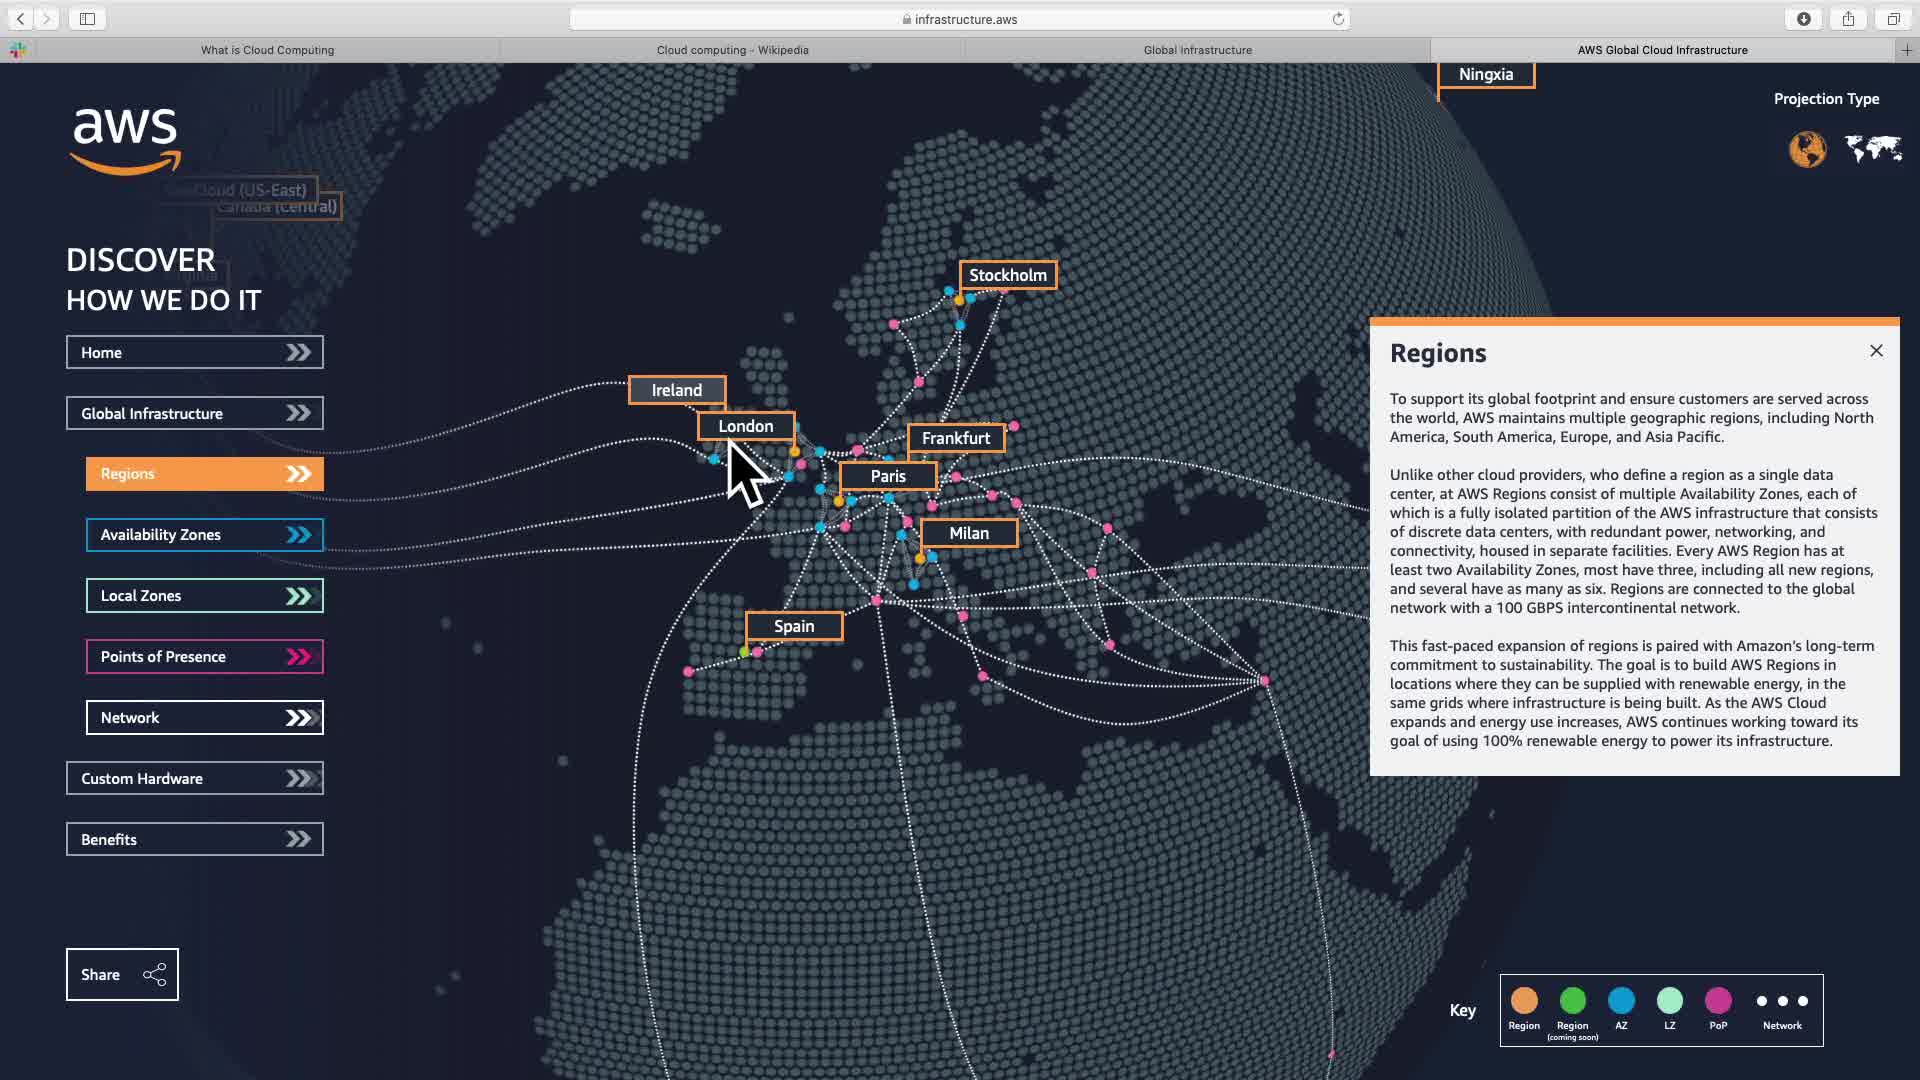 infrastructure.aws
What is Cloud Computing
Cloud computing - Wikipedia
Global Infrastructure
AWS Global Cloud Infrastructure
Ningxia
Projection Type
aws
Cloud (US-East)
Canada (Central)
DISCOVER
HOW WE DO IT
Home
Global Infrastructure
Regions
Availability Zones
Local Zones
Points of Presence
Network
Custom Hardware
Benefits
Share
Stockholm
Ireland
London
Frankfurt
Paris
Milan
Spain
Regions
To support its global footprint and ensure customers are served across
the world, AWS maintains multiple geographic regions, including North
America, South America, Europe, and Asia Pacific.
Unlike other cloud providers, who define a region as a single data
center, at AWS Regions consist of multiple Availability Zones, each of
which is a fully isolated partition of the AWS infrastructure that consists
of discrete data centers, with redundant power, networking, and
connectivity, housed in separate facilities. Every AWS Region has at
least two Availability Zones, most have three, including all new regions,
and several have as many as six. Regions are connected to the global
network with a 100 GBPS intercontinental network.
This fast-paced expansion of regions is paired with Amazon's long-term
commitment to sustainability. The goal is to build AWS Regions in
locations where they can be supplied with renewable energy, in the
same grids where infrastructure is being built. As the AWS Cloud
expands and energy use increases, AWS continues working toward its
goal of using 100% renewable energy to power its infrastructure.
Key
Region
Region
(coming soon)
AZ
LZ
PoP
Network